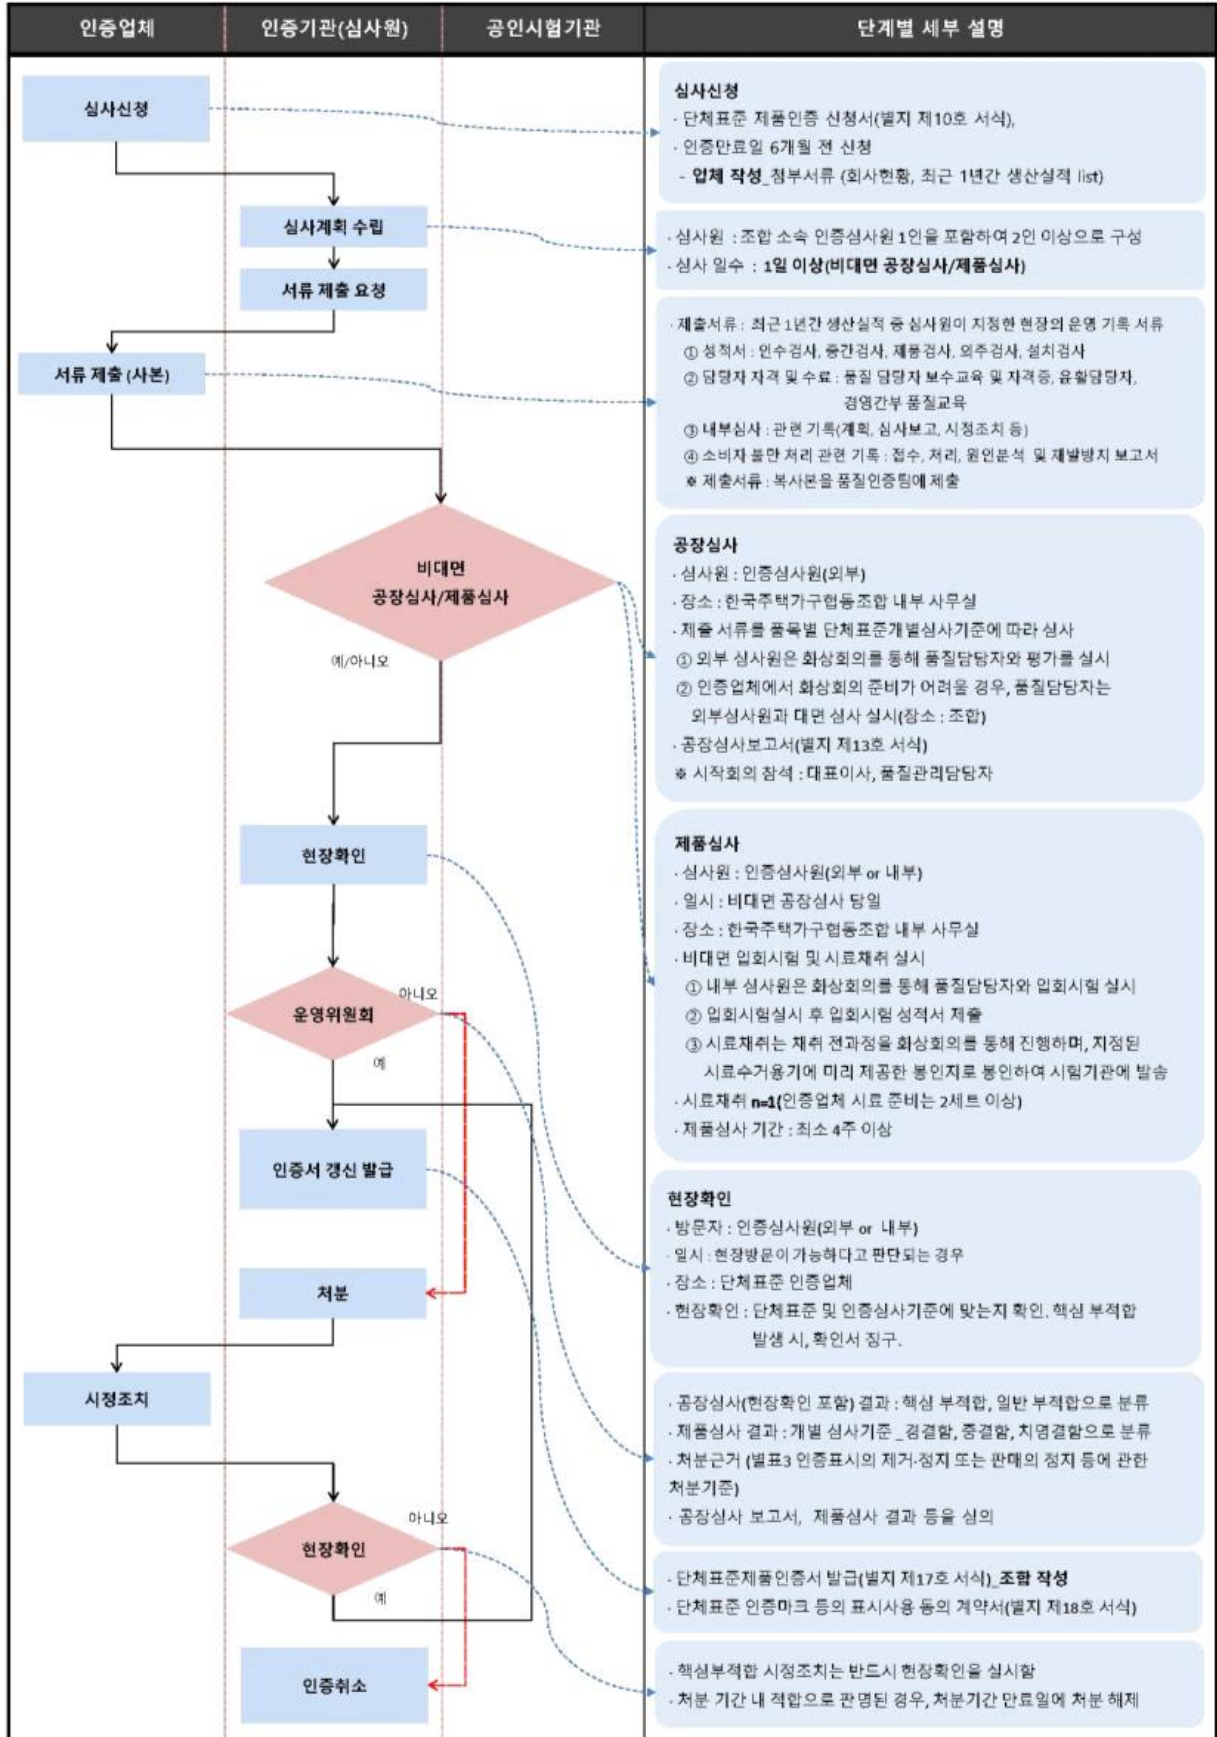 인증업체
인증기관(심사원)
공인시험기관
단계별 세부 설명
심사신청
심사신청
· 단체표준 제품인증 신청서(별지 제10호 서식),
· 인증만료일 6개월 전 신청
- 업체 작성_첨부서류 (회사현황, 최근 1년간 생산실적 list)
심사계획 수립
· 심사원 : 조합 소속 인증심사원 1인을 포함하여 2인 이상으로 구성
· 심사 일수 : 1일 이상(비대면 공장심사/제품심사)
서류 제출 요청
서류 제출 (사본)
· 제출서류 : 최근 1년간 생산실적 중 심사원이 지정한 현장의 운영 기록 서류
① 성적서 : 인수검사, 중간검사, 제품검사, 외주검사, 설치검사
② 담당자 자격 및 수료 : 품질 담당자 보수교육 및 자격증, 윤활담당자,
경영간부 품질교육
③ 내부심사 : 관련 기록(계획, 심사보고, 시정조치 등)
④ 소비자 불만 처리 관련 기록 : 접수, 처리, 원인분석 및 재발방지 보고서
※ 제출서류 : 복사본을 품질인증팀에 제출
비대면
공장심사/제품심사
예/아니오
공장심사
· 심사원 : 인증심사원(외부)
· 장소 : 한국주택가구협동조합 내부 사무실
· 제출 서류를 품목별 단체표준개별심사기준에 따라 심사
① 외부 심사원은 화상회의를 통해 품질담당자와 평가를 실시
② 인증업체에서 화상회의 준비가 어려울 경우, 품질담당자는
외부심사원과 대면 심사 실시(장소 : 조합)
· 공장심사보고서(별지 제13호 서식)
※ 시작회의 참석 : 대표이사, 품질관리담당자
현장확인
제품심사
· 심사원 : 인증심사원(외부 or 내부)
· 일시 : 비대면 공장심사 당일
· 장소 : 한국주택가구협동조합 내부 사무실
· 비대면 입회시험 및 시료채취 실시
① 내부 심사원은 화상회의를 통해 품질담당자와 입회시험 실시
② 입회시험실시 후 입회시험 성적서 제출
③ 시료채취는 채취 전과정을 화상회의를 통해 진행하며, 지정된
시료수거용기에 미리 제공한 봉인지로 봉인하여 시험기관에 발송
· 시료채취 n=1(인증업체 시료 준비는 2세트 이상)
· 제품심사 기간 : 최소 4주 이상
운영위원회
아니오
예
인증서 갱신 발급
현장확인
· 방문자 : 인증심사원(외부 or 내부)
· 일시 : 현장방문이 가능하다고 판단되는 경우
· 장소 : 단체표준 인증업체
· 현장확인 : 단체표준 및 인증심사기준에 맞는지 확인. 핵심 부적합
발생 시, 확인서 징구.
처분
시정조치
· 공장심사(현장확인 포함) 결과 : 핵심 부적합, 일반 부적합으로 분류
· 제품심사 결과 : 개별 심사기준 _경결함, 중결함, 치명결함으로 분류
· 처분근거 (별표3 인증표시의 제거·정지 또는 판매의 정지 등에 관한
처분기준)
· 공장심사 보고서, 제품심사 결과 등을 심의
현장확인
아니오
예
· 단체표준제품인증서 발급(별지 제17호 서식)_조합 작성
· 단체표준 인증마크 등의 표시사용 동의 계약서(별지 제18호 서식)
인증취소
· 핵심부적합 시정조치는 반드시 현장확인을 실시함
· 처분 기간 내 적합으로 판명된 경우, 처분기간 만료일에 처분 해제